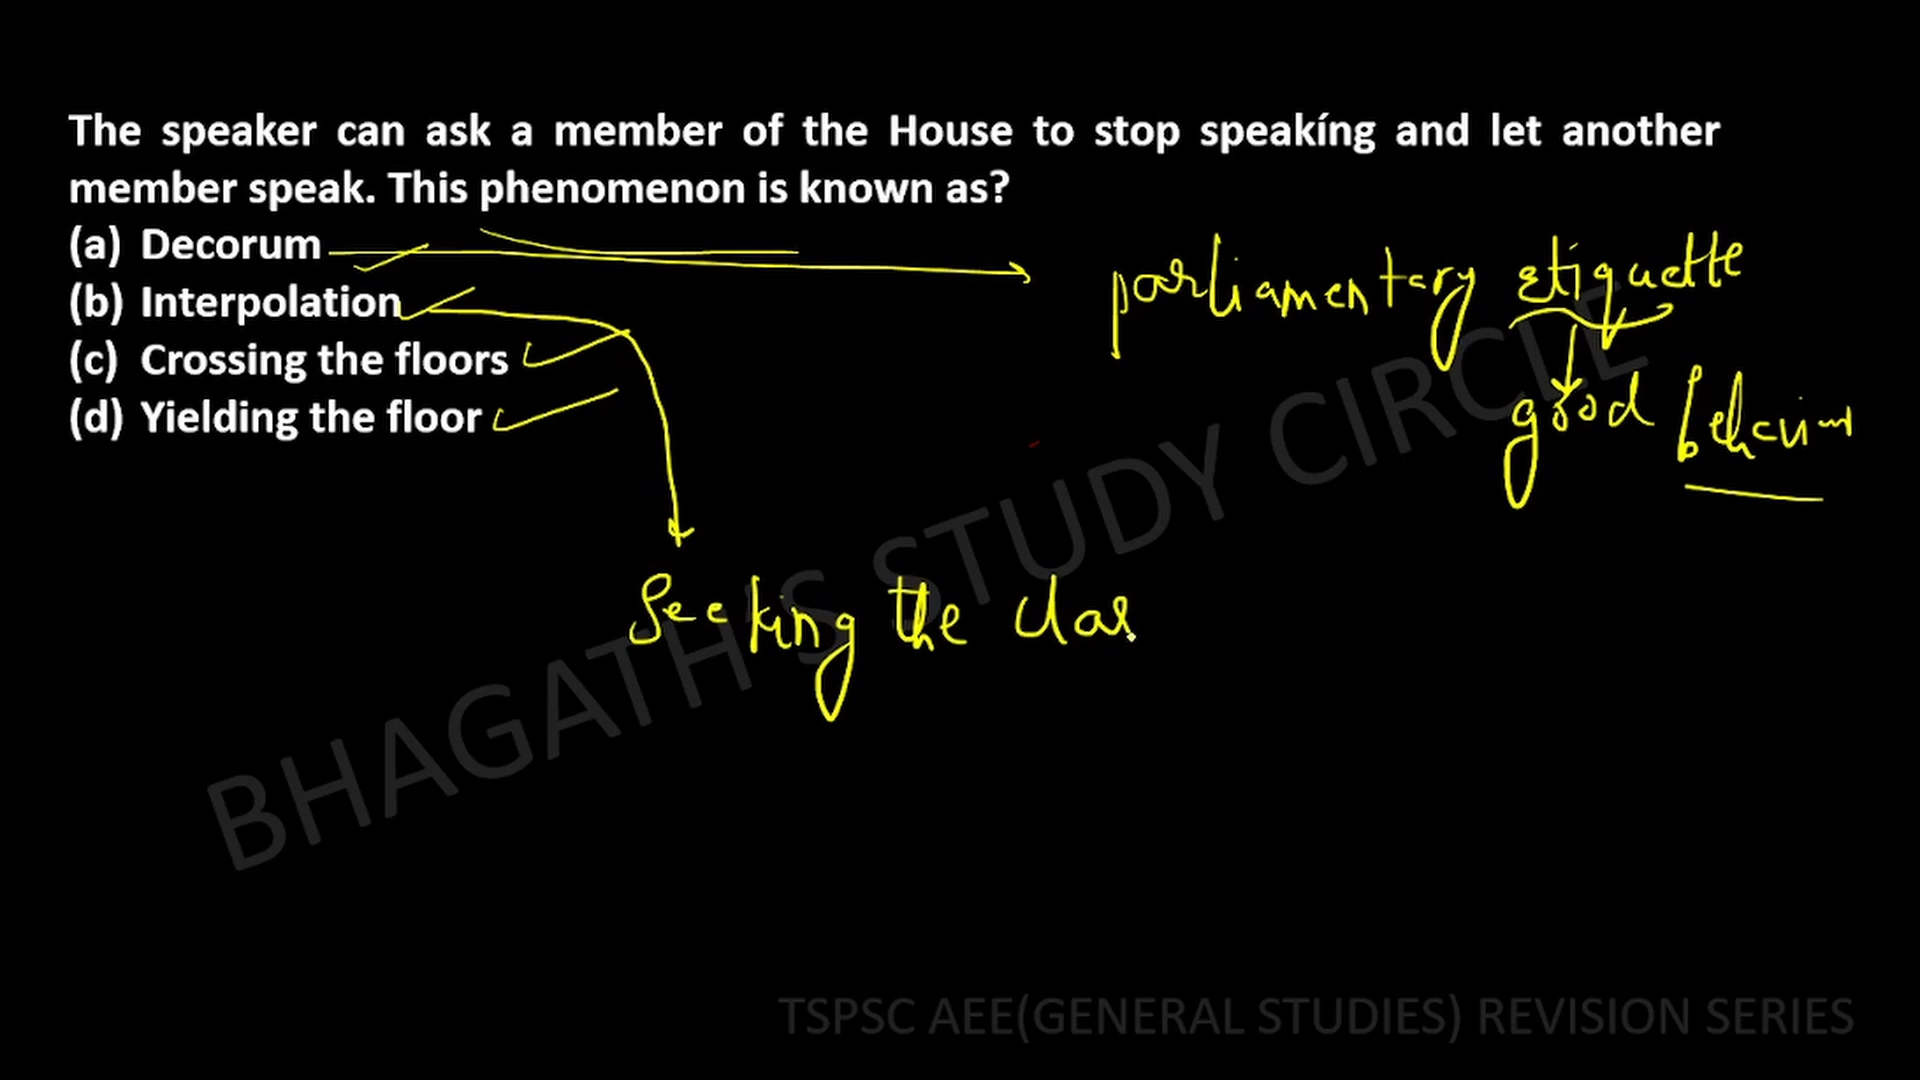 The speaker can ask a member of the House to stop speakíng and let another
member speak. This phenomenon is known as?
(a) Decorum
(b) Interpolation
(c) Crossing the floors
(d) Yielding the floor
parliamentary etiquette
good
Seeking the clar
BHAGATH'S STUDY CIRCLE
TSPSC AEE(GENERAL STUDIES) REVISION SERIES